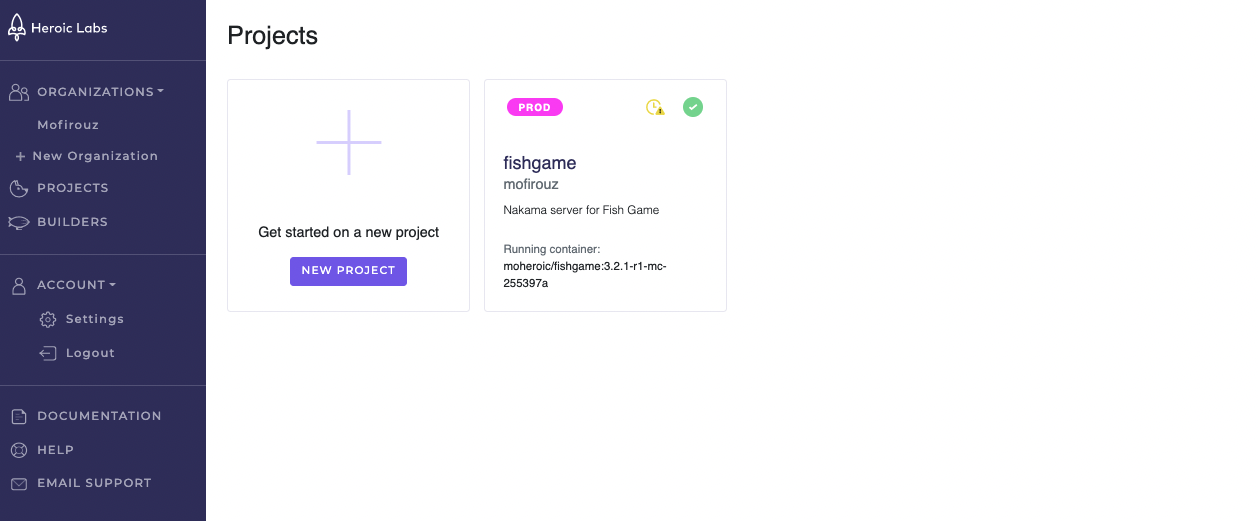 Heroic Labs
ORGANIZATIONS
Mofirouz
+ New Organization
PROJECTS
BUILDERS
ACCOUNT
Settings
Logout
DOCUMENTATION
HELP
EMAIL SUPPORT
Projects
Get started on a new project
NEW PROJECT
PROD
fishgame
mofirouz
Nakama server for Fish Game
Running container:
moheroic/fishgame:3.2.1-r1-mc-
255397a